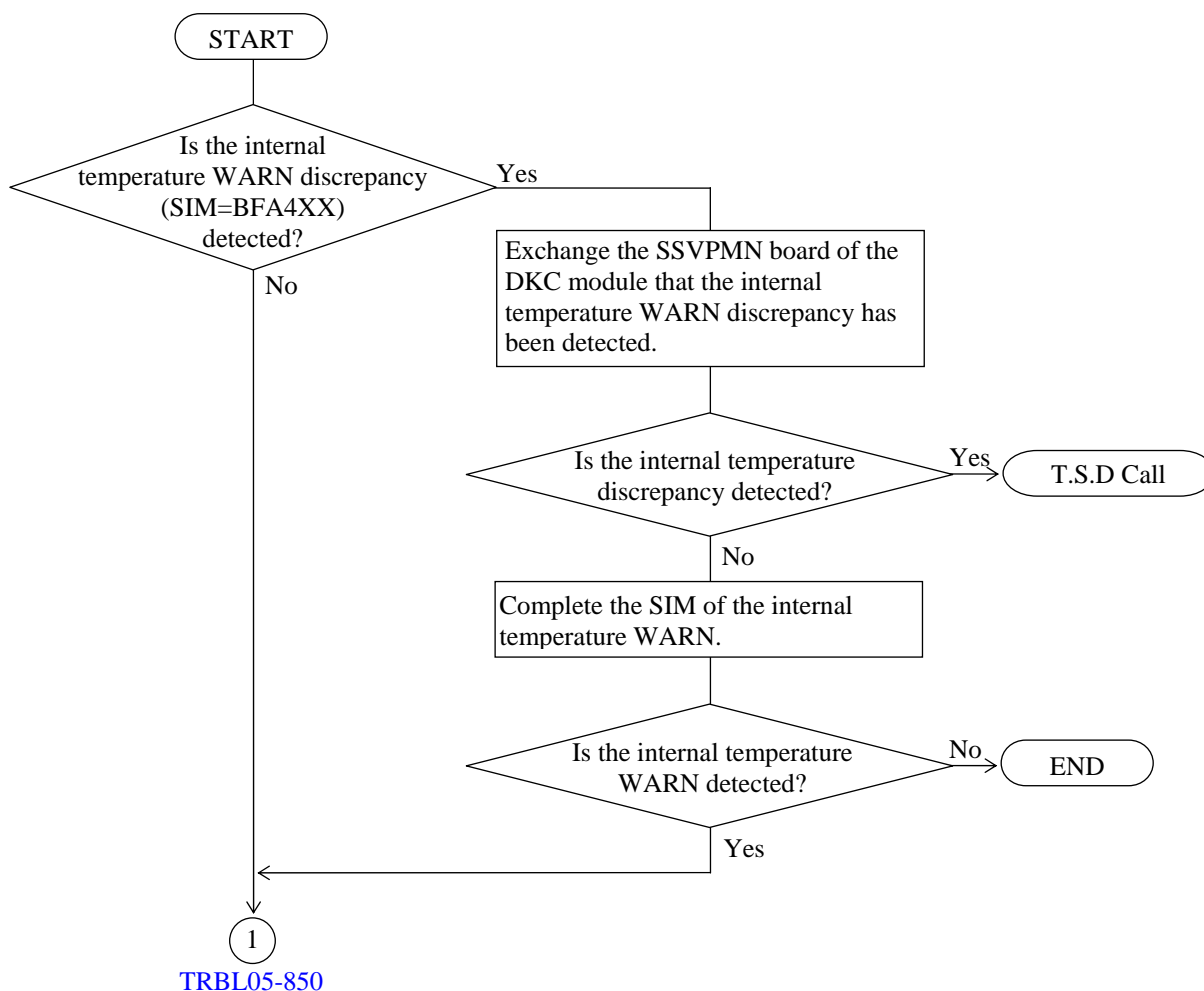 START
Is the internal
temperature WARN discrepancy
(SIM=BFA4XX)
detected?
Yes
No
Exchange the SSVPMN board of the
DKC module that the internal
temperature WARN discrepancy has
been detected.
Is the internal temperature
discrepancy detected?
Yes
T.S.D Call
No
Complete the SIM of the internal
temperature WARN.
Is the internal temperature
WARN detected?
No
END
Yes
1
TRBL05-850